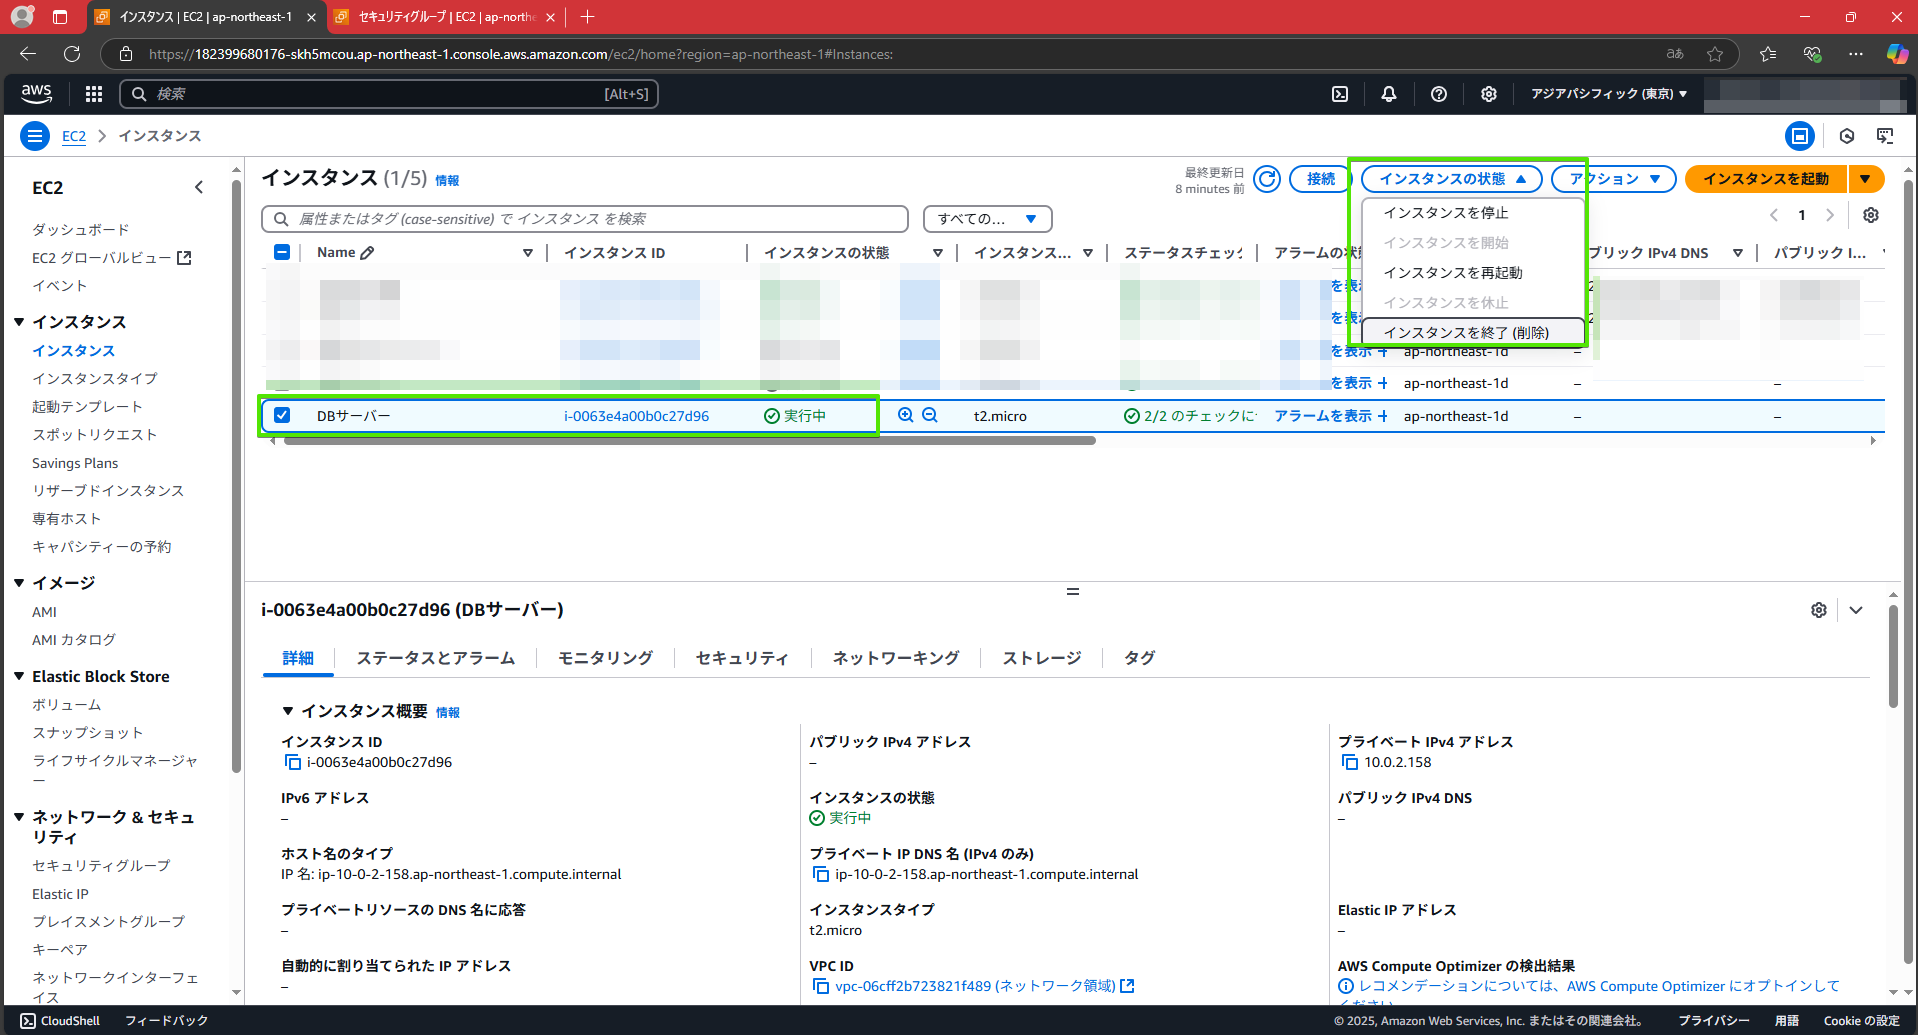 インスタンス | EC2 | ap-northeast-1
セキュリティグループ | EC2 | ap-northe
https://182399680176-skh5mcou.ap-northeast-1.console.aws.amazon.com/ec2/home?region=ap-northeast-1#Instances:
aあ
aws
検索
[Alt+S]
アジアパシフィック (東京)
EC2
インスタンス
EC2
ダッシュボード
EC2 グローバルビュー
イベント
インスタンス
インスタンス
インスタンスタイプ
起動テンプレート
スポットリクエスト
Savings Plans
リザーブドインスタンス
専有ホスト
キャパシティーの予約
イメージ
AMI
AMI カタログ
Elastic Block Store
ボリューム
スナップショット
ライフサイクルマネージャ
ー
ネットワーク & セキュ
リティ
セキュリティグループ
Elastic IP
プレイスメントグループ
キーペア
ネットワークインターフェ
イス
インスタンス (1/5) 情報
最終更新日
8 minutes 前
接続
インスタンスの状態
アクション
インスタンスを起動
インスタンスを停止
インスタンスを開始
インスタンスを再起動
インスタンスを休止
インスタンスを終了 (削除)
属性またはタグ (case-sensitive) で インスタンス を検索
すべての...
1
Name
インスタンス ID
インスタンスの状態
インスタンス...
ステータスチェック
アラームの状
ブリック IPv4 DNS
パブリック I...
を表示 + ap-northeast-1d –
を表示 + ap-northeast-1d – –
DBサーバー i-0063e4a00b0c27d96 実行中 t2.micro 2/2 のチェックに アラームを表示 + ap-northeast-1d – –
i-0063e4a00b0c27d96 (DBサーバー)
詳細
ステータスとアラーム
モニタリング
セキュリティ
ネットワーキング
ストレージ
タグ
インスタンス概要 情報
インスタンス ID
i-0063e4a00b0c27d96
パブリック IPv4 アドレス
–
プライベート IPv4 アドレス
10.0.2.158
IPv6 アドレス
–
インスタンスの状態
実行中
パブリック IPv4 DNS
–
ホスト名のタイプ
IP 名: ip-10-0-2-158.ap-northeast-1.compute.internal
プライベート IP DNS 名 (IPv4 のみ)
ip-10-0-2-158.ap-northeast-1.compute.internal
プライベートリソースの DNS 名に応答
–
インスタンスタイプ
t2.micro
Elastic IP アドレス
–
自動的に割り当てられた IP アドレス
–
VPC ID
vpc-06cff2b723821f489 (ネットワーク領域)
AWS Compute Optimizer の検出結果
レコメンデーションについては、AWS Compute Optimizer にオプトインして
ください
CloudShell
フィードバック
© 2025, Amazon Web Services, Inc. またはその関連会社。
プライバシー
用語
Cookie の設定